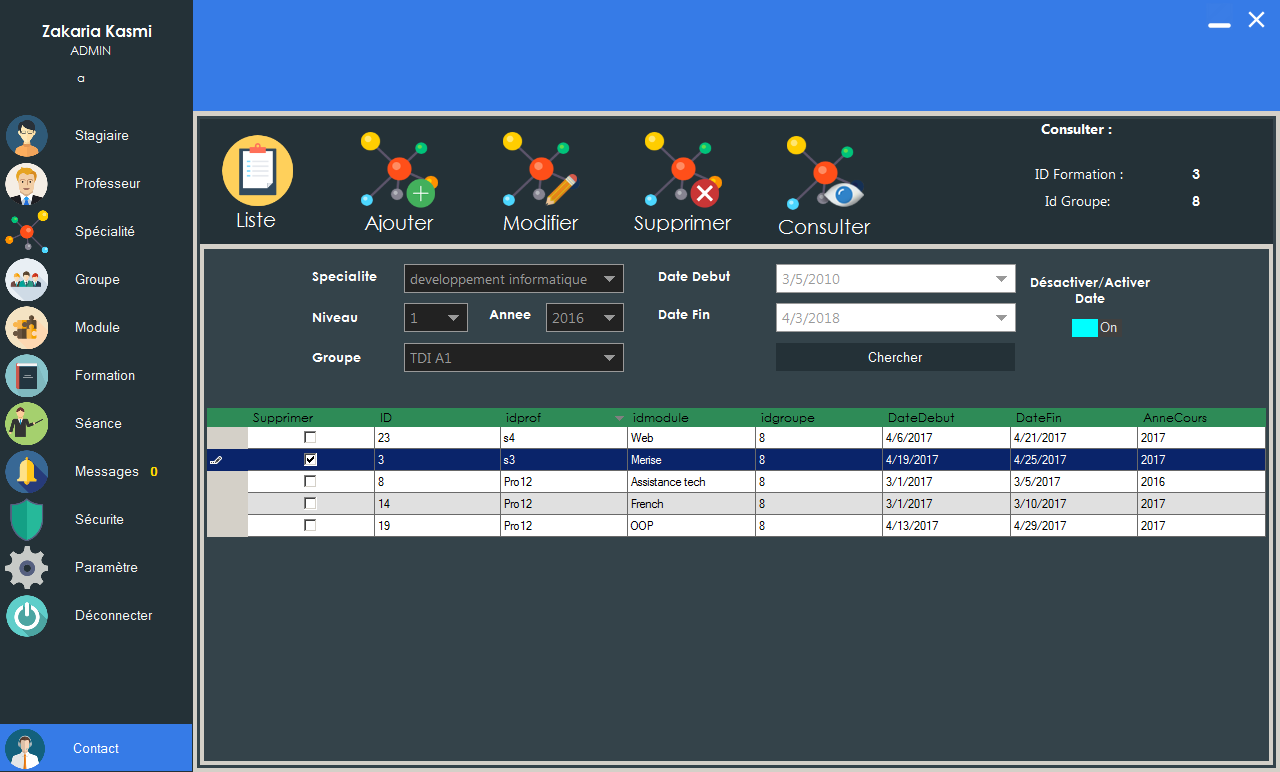 Zakaria Kasmi
ADMIN
a
Stagiaire
Professeur
Spécialité
Groupe
Module
Formation
Séance
Messages 0
Sécurite
Paramètre
Déconnecter
Contact
Liste
Ajouter
Modifier
Supprimer
Consulter
Consulter :
ID Formation : 3
Id Groupe: 8
Specialite developpement informatique Date Debut 3/5/2010
Désactiver/Activer
Date
Niveau 1 Annee 2016 Date Fin 4/3/2018
On
Groupe TDI A1 Chercher
Supprimer ID idprof idmodule idgroupe DateDebut DateFin AnneCours
23 s4 Web 8 4/6/2017 4/21/2017 2017
3 s3 Merise 8 4/19/2017 4/25/2017 2017
8 Pro12 Assistance tech 8 3/1/2017 3/5/2017 2016
14 Pro12 French 8 3/1/2017 3/10/2017 2017
19 Pro12 OOP 8 4/13/2017 4/29/2017 2017